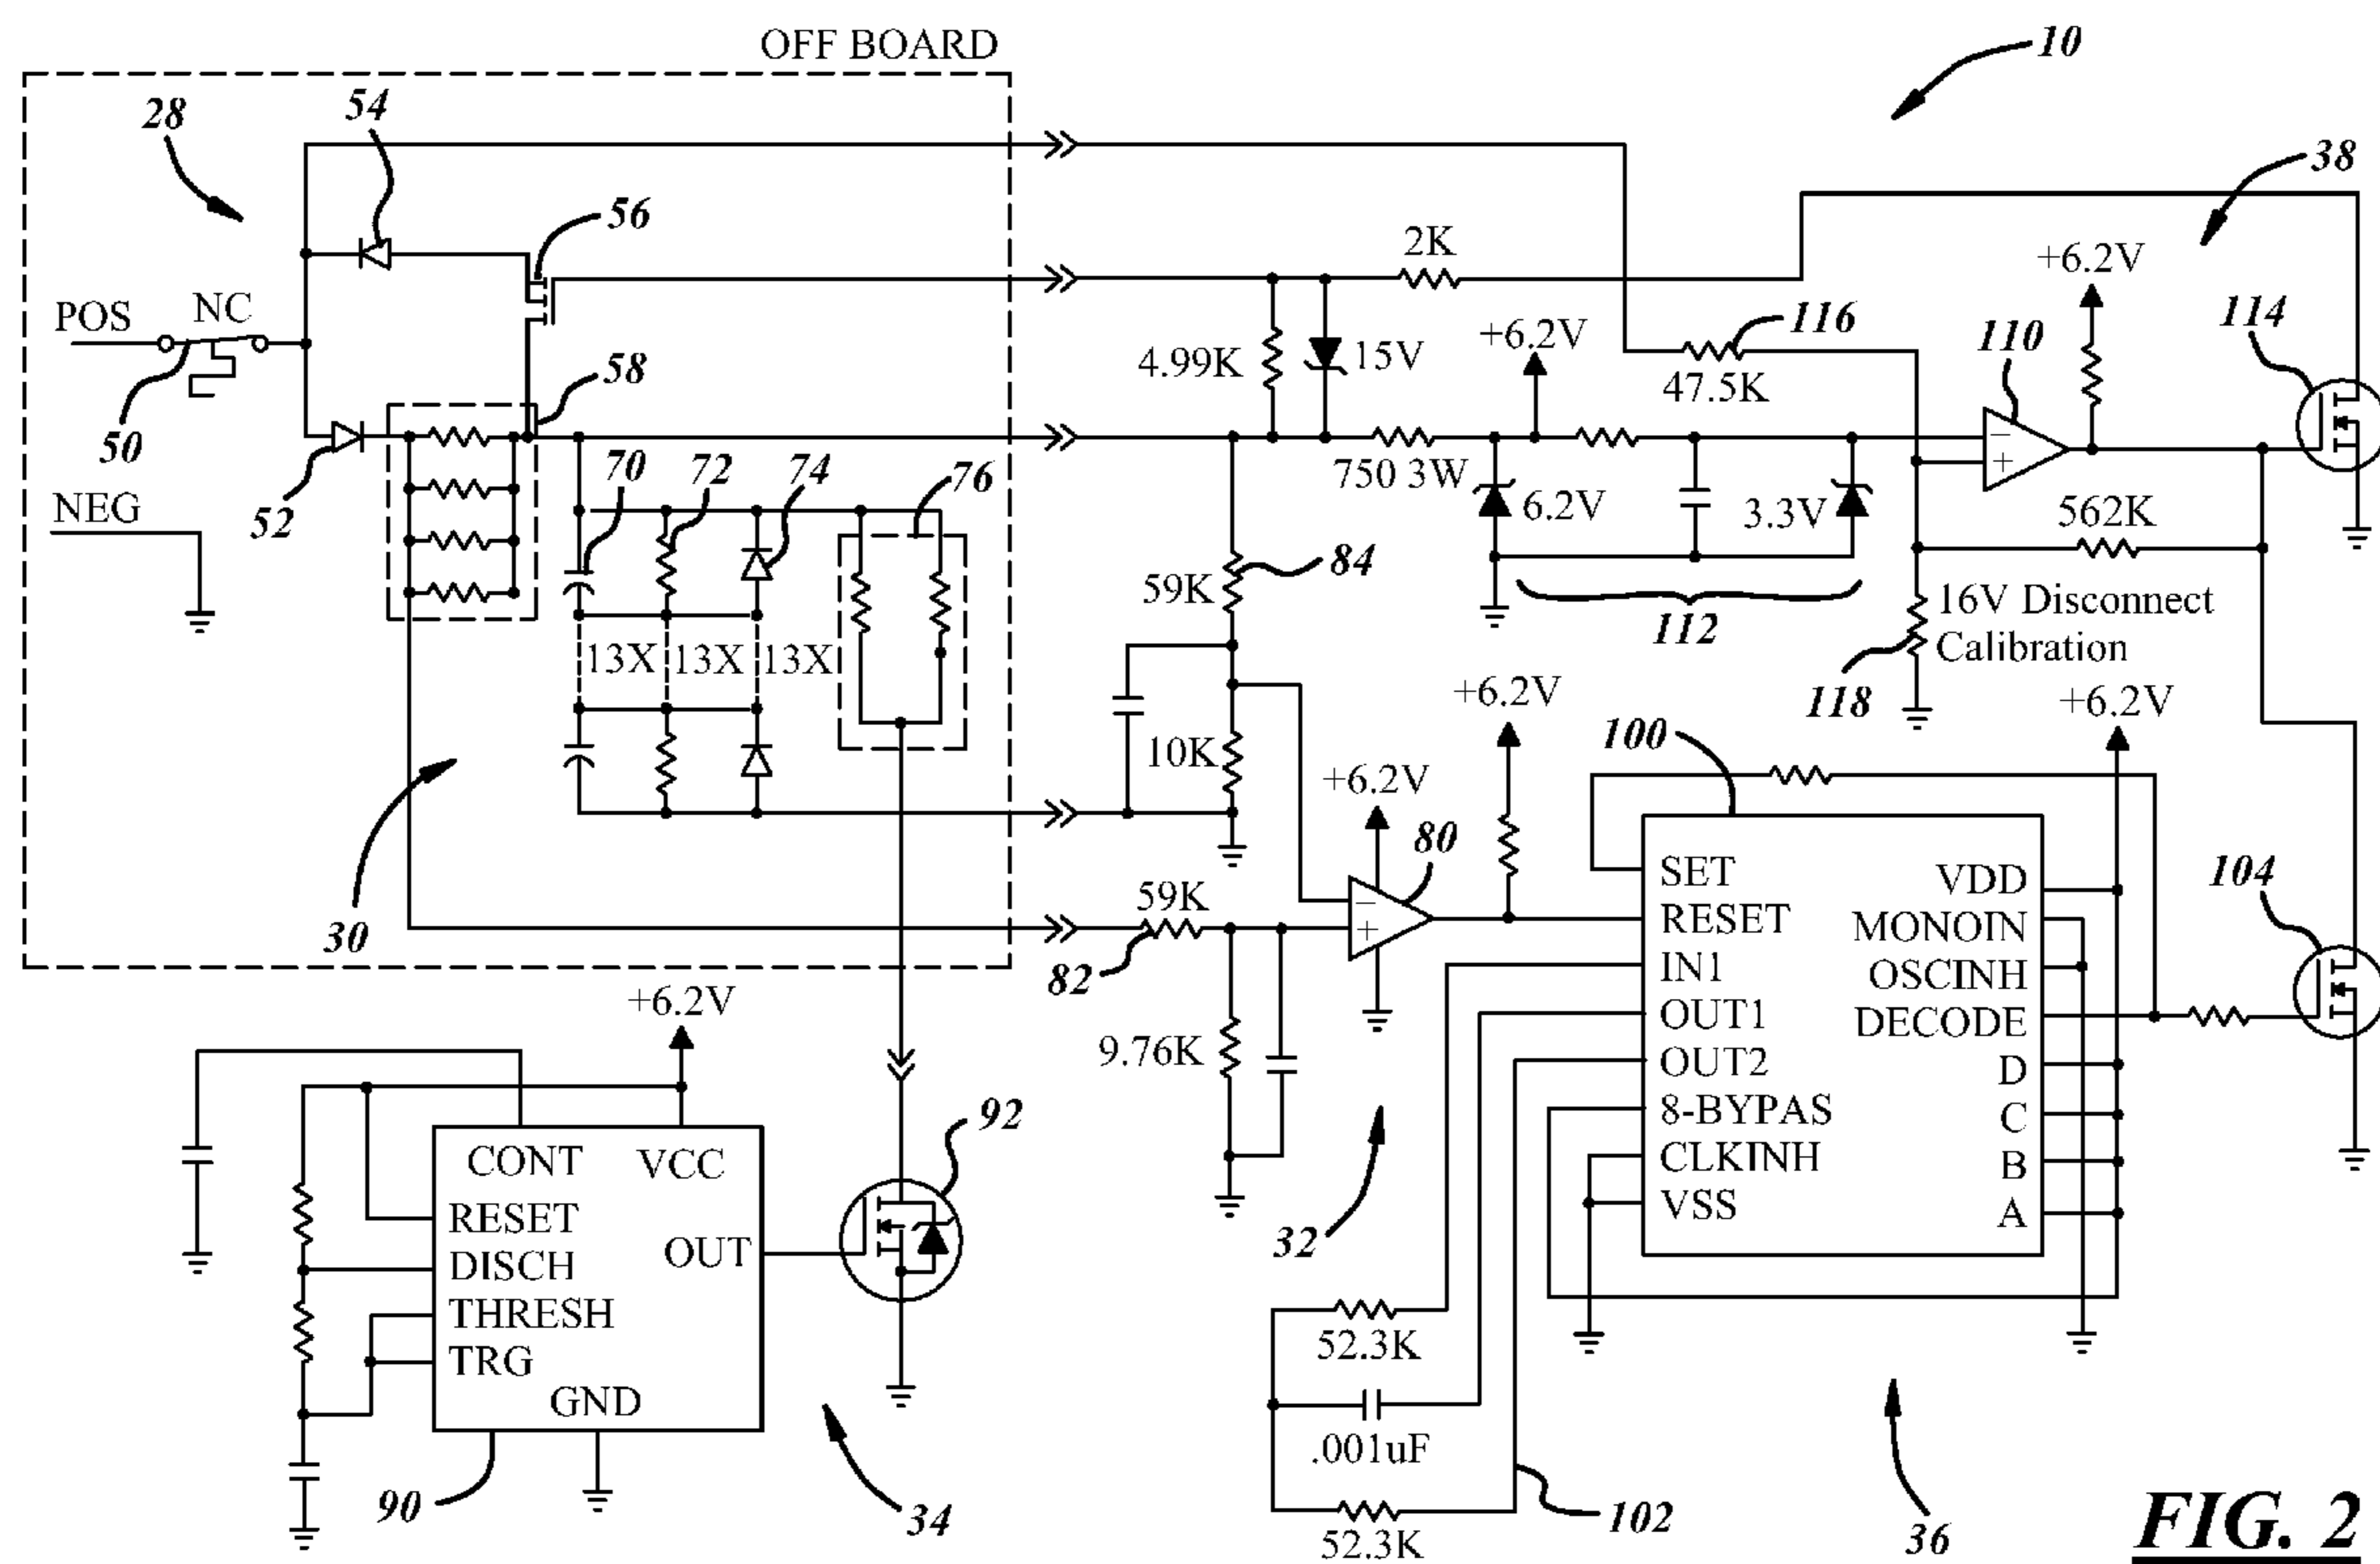 OFF BOARD
10
28
54
38
56
2K
+6.2V
POS
NC
116
110
114
+6.2V
58
4.99K
15V
47.5K
50
NEG
52
70
72
74
76
750 3W
6.2V
3.3V
562K
84
59K
112
16V Disconnect
Calibration
13X
13X
13X
118
+6.2V
+6.2V
100
10K
+6.2V
80
30
59K
82
SET
RESET
IN1
OUT1
OUT2
8-BYPAS
CLKINH
VSS
VDD
MONOIN
OSCINH
DECODE
D
C
B
A
104
+6.2V
9.76K
92
32
CONT
VCC
RESET
DISCH
THRESH
TRG
OUT
GND
52.3K
.001uF
52.3K
90
34
102
36
FIG. 2